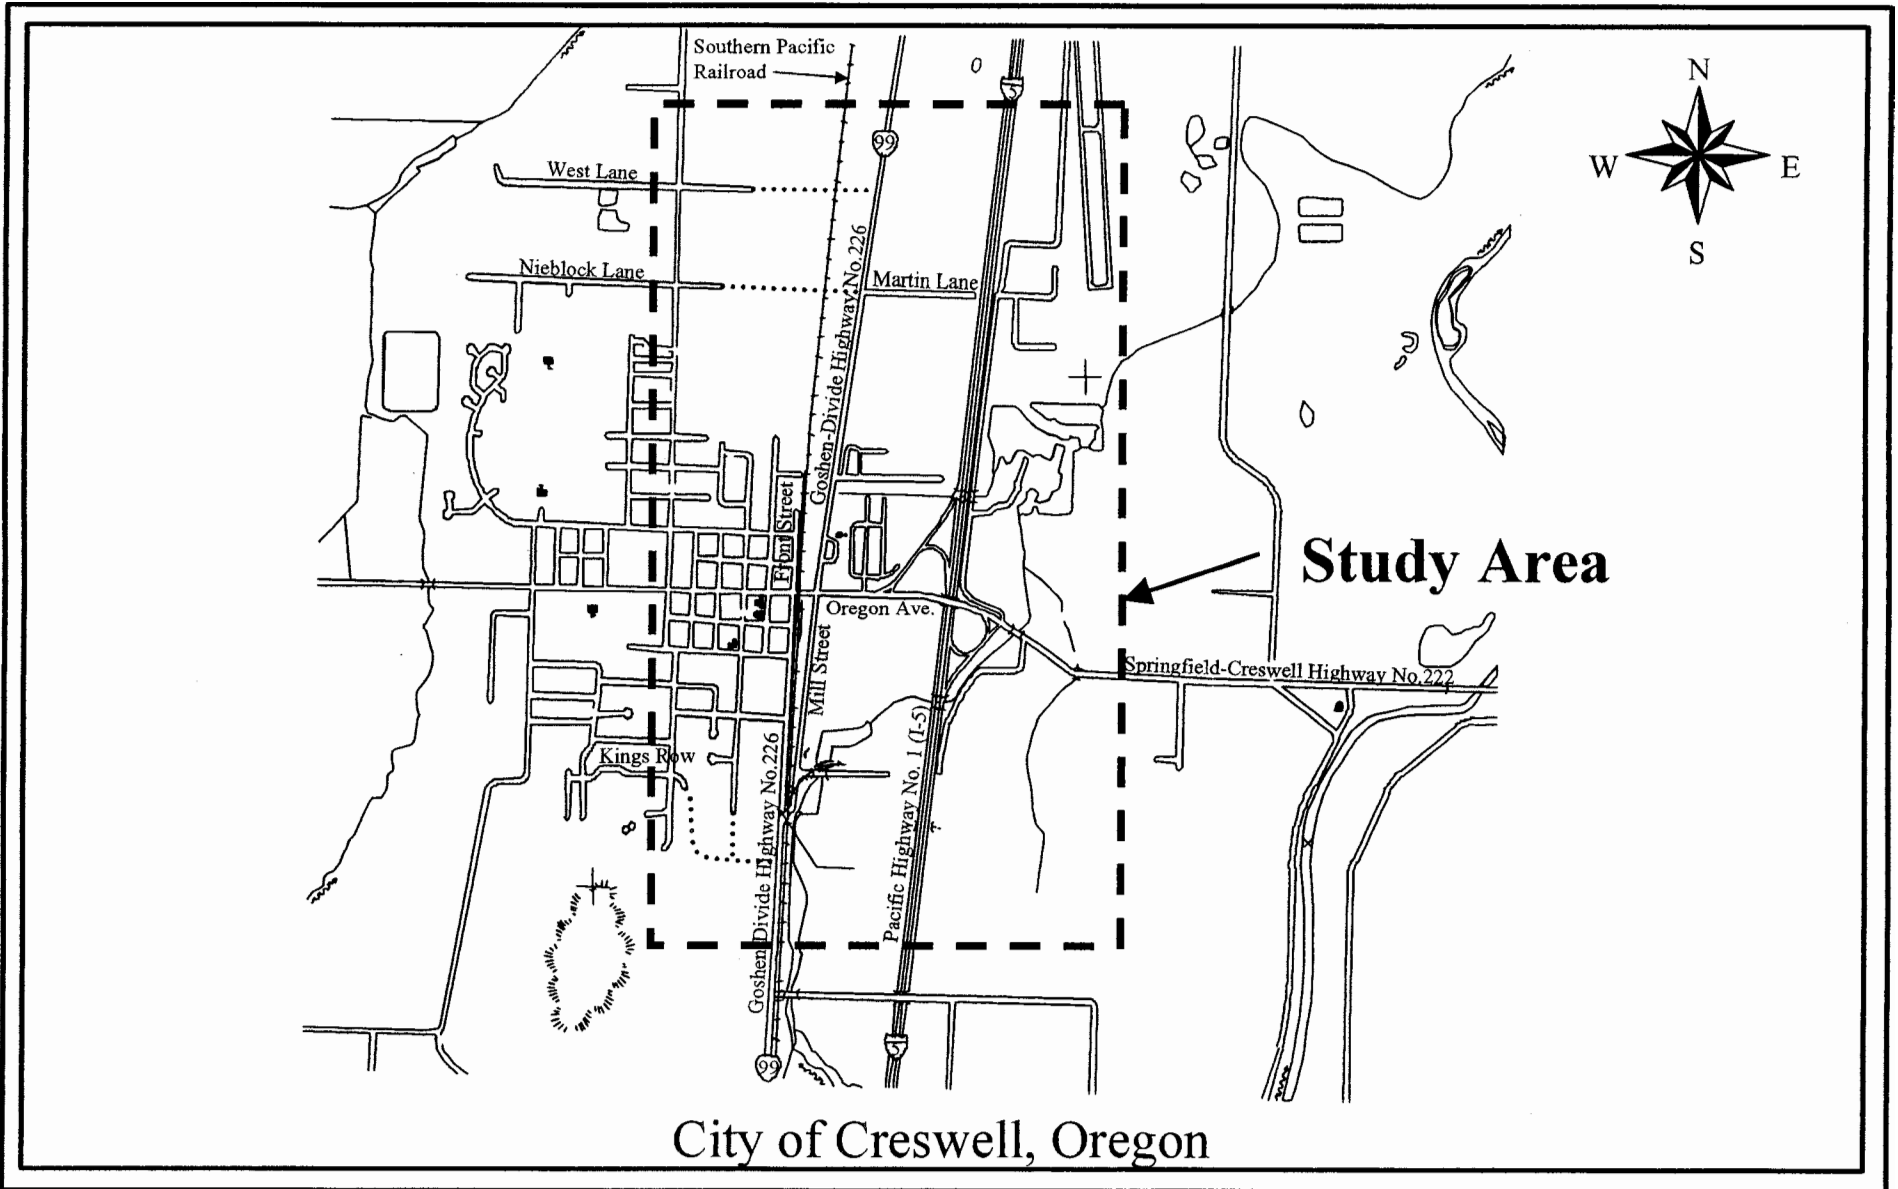 Southern Pacific
Railroad
5
N
99
W
E
West Lane
S
Nieblock Lane
Martin Lane
Goshen-Divide Highway No.226
Front Street
Study Area
Oregon Ave.
Mill Street
Springfield-Creswell Highway No.222
Kings Row
Goshen-Divide Highway No.226
Pacific Highway No. 1 (I-5)
5
99
City of Creswell, Oregon